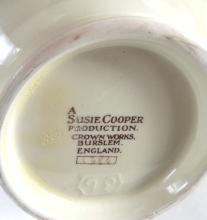 A
SUSIE COOPER
PRODUCTION.
CROWN WORKS,
BURSLEM,
ENGLAND.